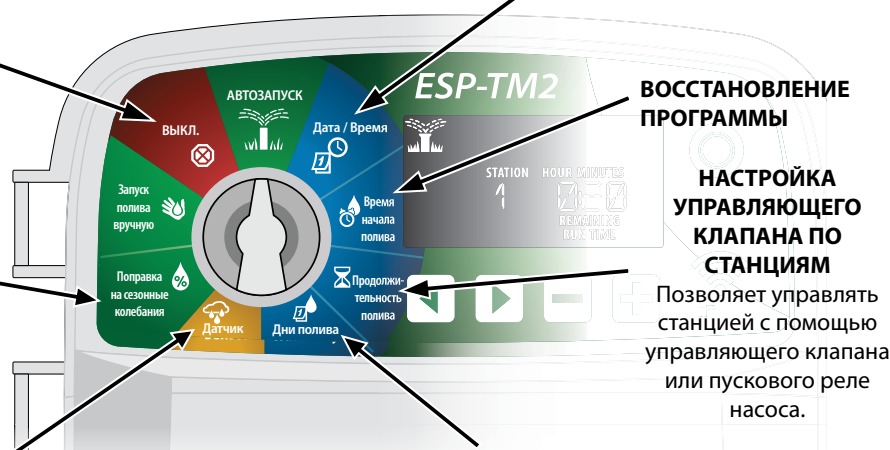 ESP-TM2
АВТОЗАПУСК
ВЫКЛ.
Дата / Время
Время
начала
полива
Продолжи-
тельность
полива
Дни полива
Датчик
Поправка
на сезонные
колебания
Запуск
полива
вручную
STATION HOUR MINUTES
1 0:0
REMAINING
RUN TIME
ВОССТАНОВЛЕНИЕ
ПРОГРАММЫ
НАСТРОЙКА
УПРАВЛЯЮЩЕГО
КЛАПАНА ПО
СТАНЦИЯМ
Позволяет управлять
станцией с помощью
управляющего клапана
или пускового реле
насоса.